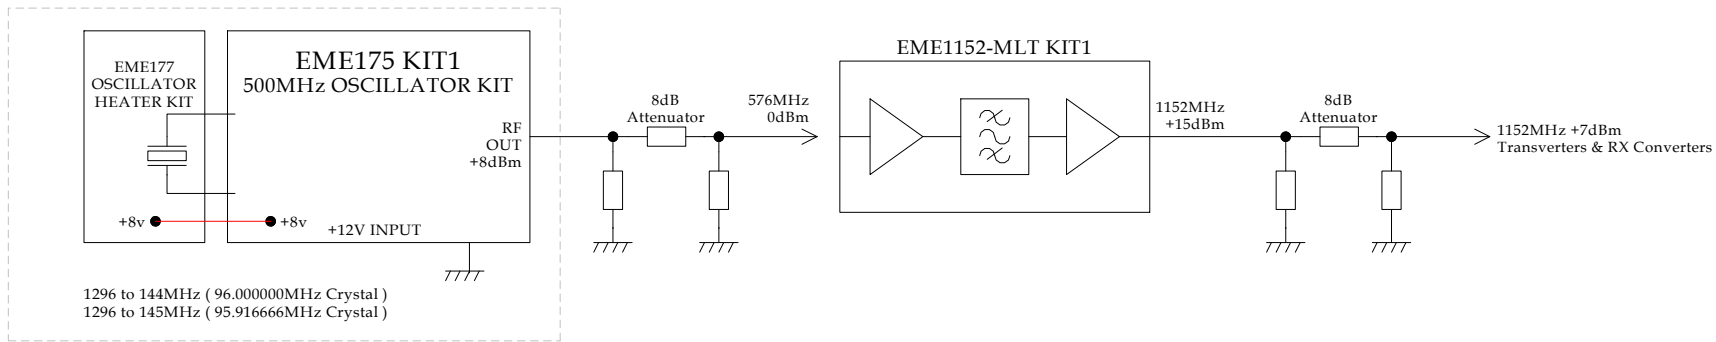 EME177
OSCILLATOR
HEATER KIT
+8v
EME175 KIT1
500MHz OSCILLATOR KIT
RF
OUT
+8dBm
+8v
+12V INPUT
1296 to 144MHz ( 96.000000MHz Crystal )
1296 to 145MHz ( 95.916666MHz Crystal )
8dB
Attenuator
576MHz
0dBm
EME1152-MLT KIT1
1152MHz
+15dBm
8dB
Attenuator
1152MHz +7dBm
Transverters & RX Converters